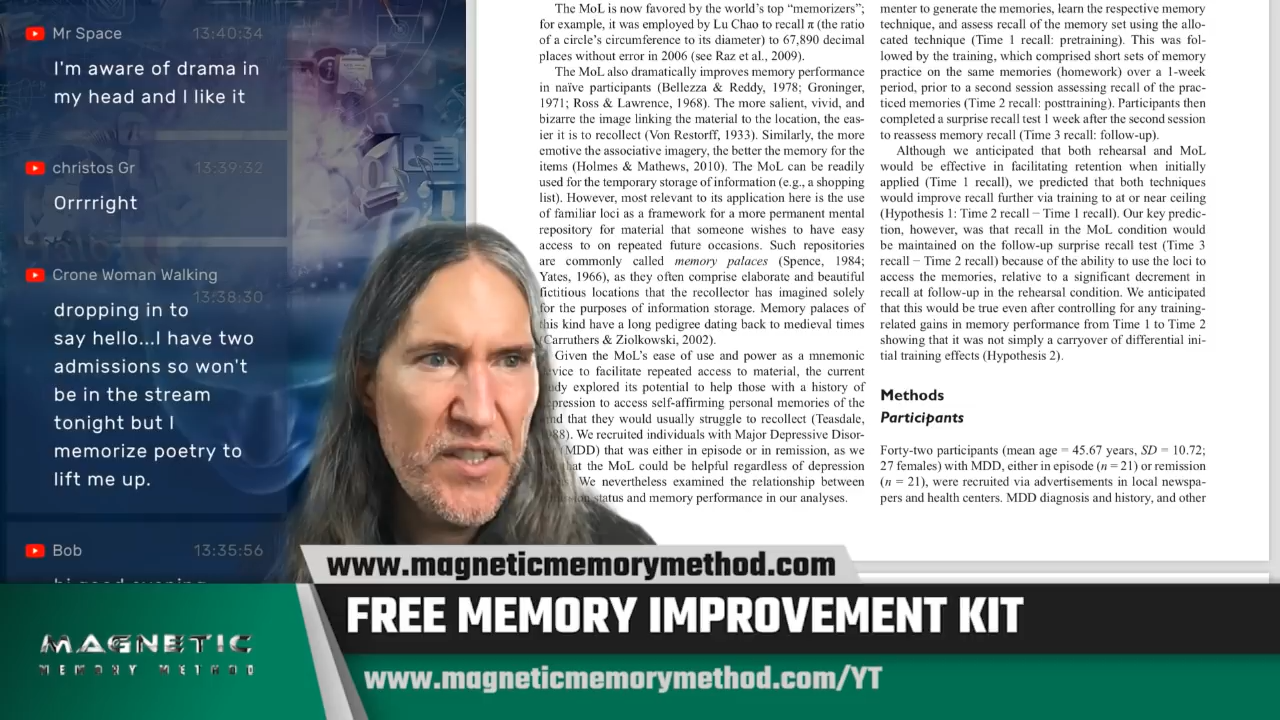 Mr Space
13:40:34
I'm aware of drama in
my head and I like it
christos Gr
13:39:32
Orrrright
Crone Woman Walking
13:38:30
dropping in to
say hello...I have two
admissions so won't
be in the stream
tonight but I
memorize poetry to
lift me up.
Bob
13:35:56
hi good evening
The MoL is now favored by the world's top “memorizers”;
for example, it was employed by Lu Chao to recall π (the ratio
of a circle's circumference to its diameter) to 67,890 decimal
places without error in 2006 (see Raz et al., 2009).
The MoL also dramatically improves memory performance
in naïve participants (Bellezza & Reddy, 1978; Groninger,
1971; Ross & Lawrence, 1968). The more salient, vivid, and
bizarre the image linking the material to the location, the eas-
ier it is to recollect (Von Restorff, 1933). Similarly, the more
emotive the associative imagery, the better the memory for the
items (Holmes & Mathews, 2010). The MoL can be readily
used for the temporary storage of information (e.g., a shopping
list). However, most relevant to its application here is the use
of familiar loci as a framework for a more permanent mental
repository for material that someone wishes to have easy
access to on repeated future occasions. Such repositories
are commonly called memory palaces (Spence, 1984;
Yates, 1966), as they often comprise elaborate and beautiful
fictitious locations that the recollector has imagined solely
for the purposes of information storage. Memory palaces of
this kind have a long pedigree dating back to medieval times
(Carruthers & Ziolkowski, 2002).
Given the MoL's ease of use and power as a mnemonic
vice to facilitate repeated access to material, the current
dy explored its potential to help those with a history of
pression to access self-affirming personal memories of the
nd that they would usually struggle to recollect (Teasdale,
88). We recruited individuals with Major Depressive Disor-
(MDD) that was either in episode or in remission, as we
at the MoL could be helpful regardless of depression
We nevertheless examined the relationship between
status and memory performance in our analyses.
menter to generate the memories, learn the respective memory
technique, and assess recall of the memory set using the allo-
cated technique (Time 1 recall: pretraining). This was fol-
lowed by the training, which comprised short sets of memory
practice on the same memories (homework) over a 1-week
period, prior to a second session assessing recall of the prac-
ticed memories (Time 2 recall: posttraining). Participants then
completed a surprise recall test 1 week after the second session
to reassess memory recall (Time 3 recall: follow-up).
Although we anticipated that both rehearsal and MoL
would be effective in facilitating retention when initially
applied (Time 1 recall), we predicted that both techniques
would improve recall further via training to at or near ceiling
(Hypothesis 1: Time 2 recall − Time 1 recall). Our key predic-
tion, however, was that recall in the MoL condition would
be maintained on the follow-up surprise recall test (Time 3
recall − Time 2 recall) because of the ability to use the loci to
access the memories, relative to a significant decrement in
recall at follow-up in the rehearsal condition. We anticipated
that this would be true even after controlling for any training-
related gains in memory performance from Time 1 to Time 2
showing that it was not simply a carryover of differential ini-
tial training effects (Hypothesis 2).
Methods
Participants
Forty-two participants (mean age = 45.67 years, SD = 10.72;
27 females) with MDD, either in episode (n = 21) or remission
(n = 21), were recruited via advertisements in local newspa-
pers and health centers. MDD diagnosis and history, and other
www.magneticmemorymethod.com
FREE MEMORY IMPROVEMENT KIT
www.magneticmemorymethod.com/YT
MAGNETIC
MEMORY METHOD